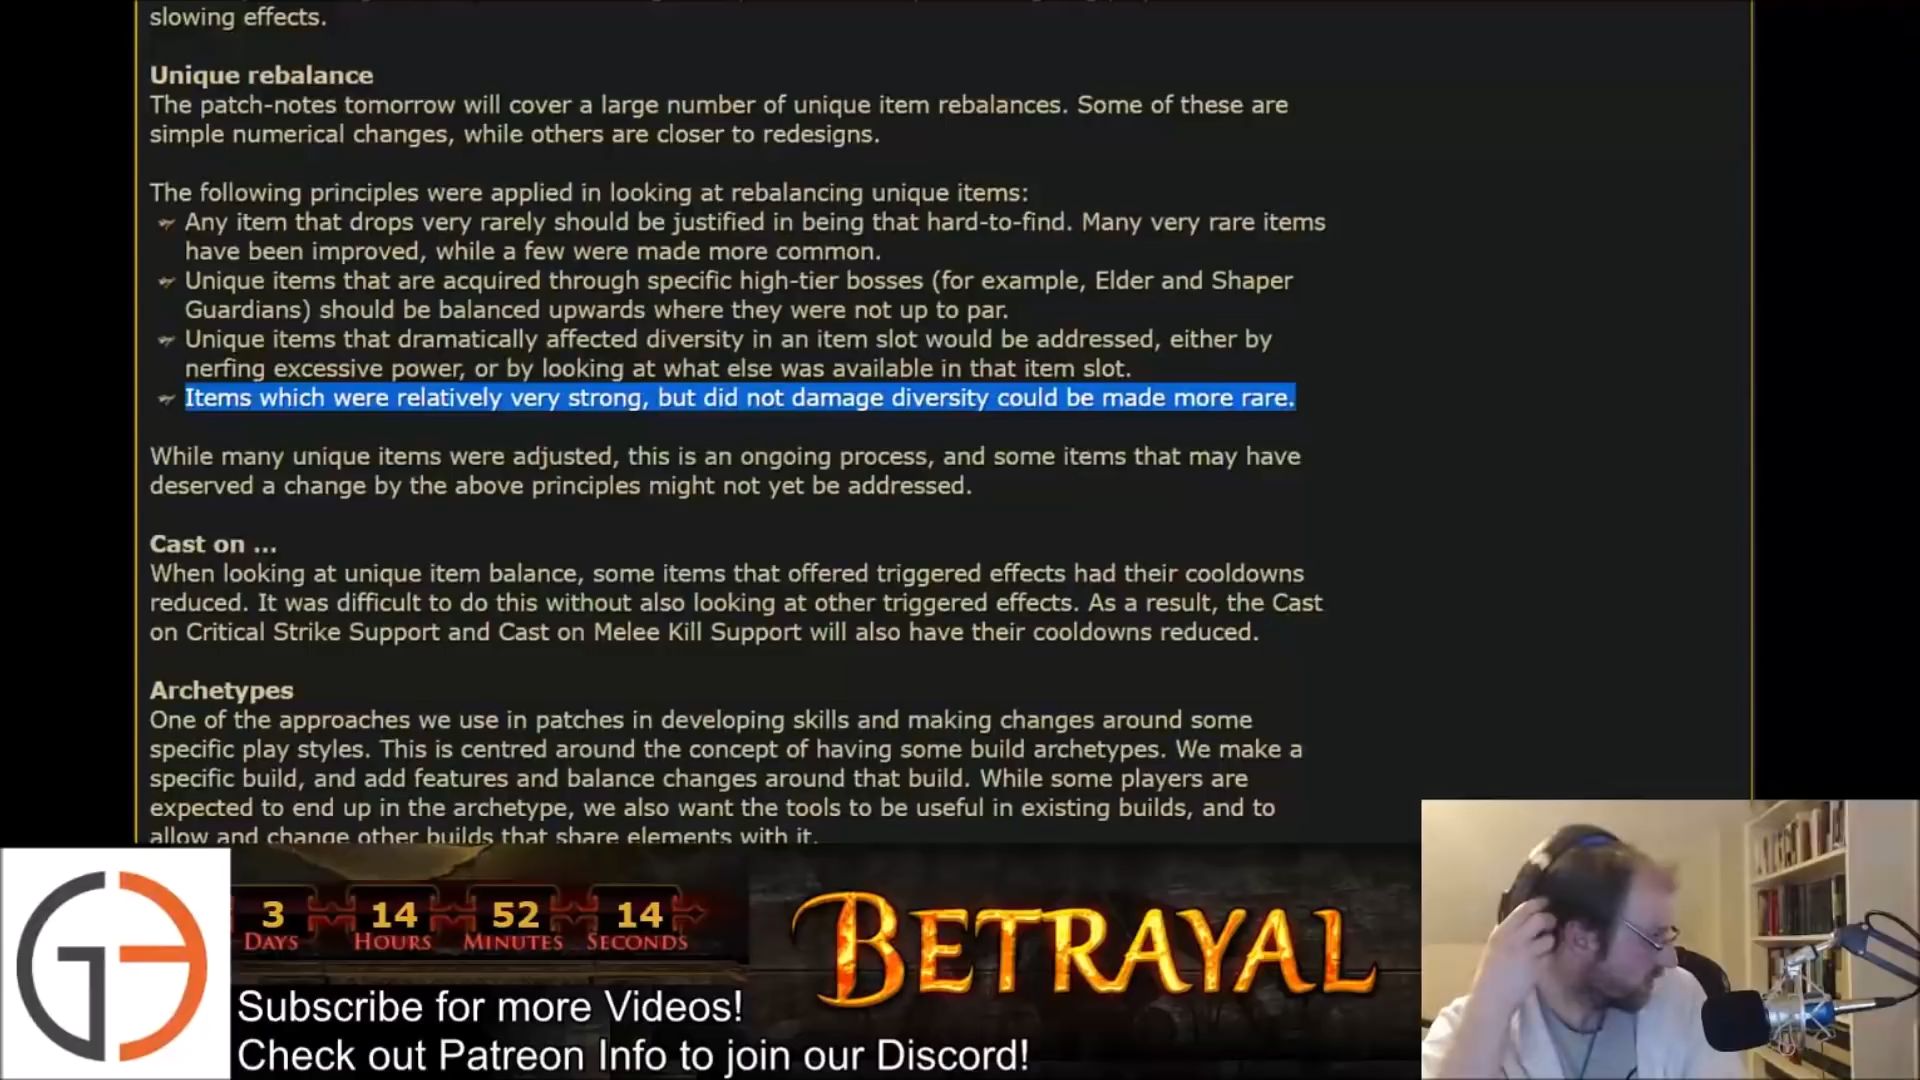 slowing effects.
Unique rebalance
The patch-notes tomorrow will cover a large number of unique item rebalances. Some of these are
simple numerical changes, while others are closer to redesigns.
The following principles were applied in looking at rebalancing unique items:
Any item that drops very rarely should be justified in being that hard-to-find. Many very rare items
have been improved, while a few were made more common.
Unique items that are acquired through specific high-tier bosses (for example, Elder and Shaper
Guardians) should be balanced upwards where they were not up to par.
Unique items that dramatically affected diversity in an item slot would be addressed, either by
nerfing excessive power, or by looking at what else was available in that item slot.
Items which were relatively very strong, but did not damage diversity could be made more rare.
While many unique items were adjusted, this is an ongoing process, and some items that may have
deserved a change by the above principles might not yet be addressed.
Cast on ...
When looking at unique item balance, some items that offered triggered effects had their cooldowns
reduced. It was difficult to do this without also looking at other triggered effects. As a result, the Cast
on Critical Strike Support and Cast on Melee Kill Support will also have their cooldowns reduced.
Archetypes
One of the approaches we use in patches in developing skills and making changes around some
specific play styles. This is centred around the concept of having some build archetypes. We make a
specific build, and add features and balance changes around that build. While some players are
expected to end up in the archetype, we also want the tools to be useful in existing builds, and to
allow and change other builds that share elements with it.
3 14 52 14
DAYS HOURS MINUTES SECONDS
BETRAYAL
Subscribe for more Videos!
Check out Patreon Info to join our Discord!